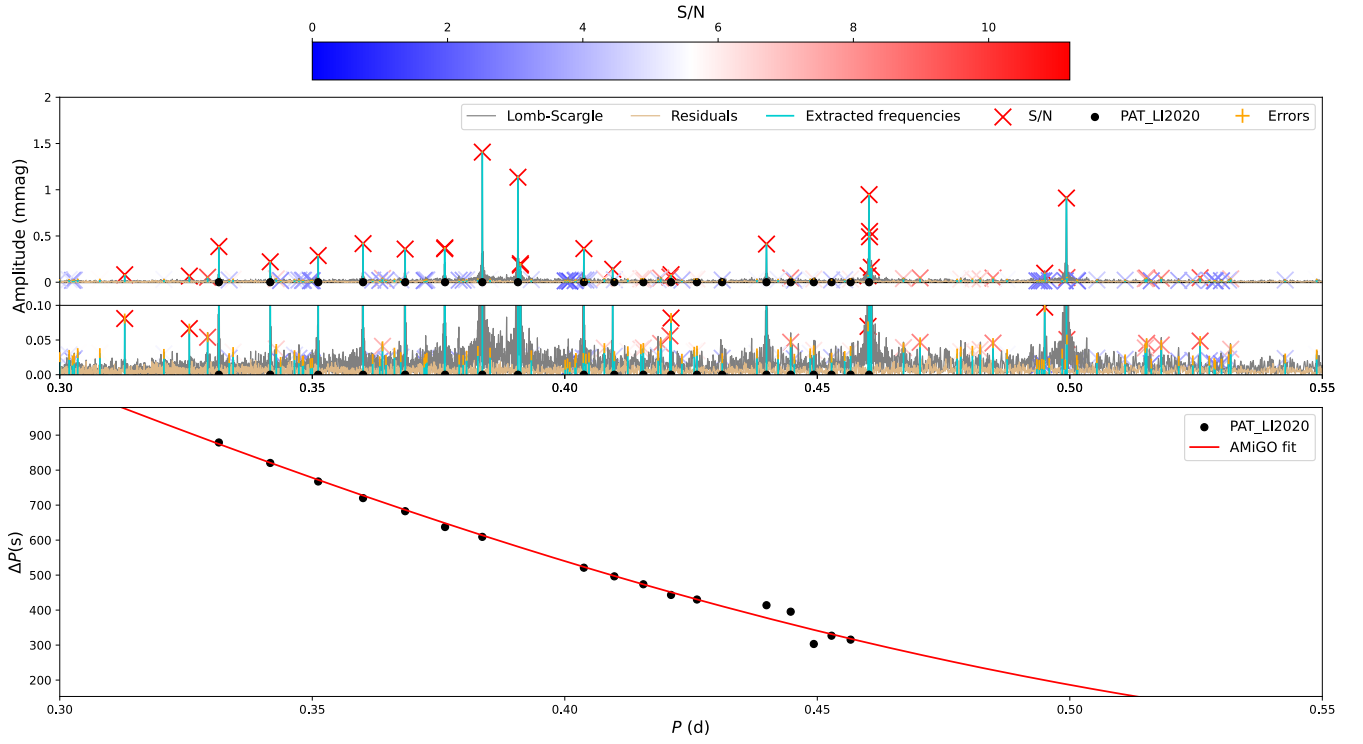 S/N
0 2 4 6 8 10
Lomb-Scargle Residuals Extracted frequencies S/N PAT_LI2020 Errors
Amplitude (mmag)
2
1.5
1
0.5
0
0.10
0.05
0.00
0.30 0.35 0.40 0.45 0.50 0.55
PAT_LI2020
AMiGO fit
ΔP(s)
900
800
700
600
500
400
300
200
0.30 0.35 0.40 0.45 0.50 0.55
P (d)